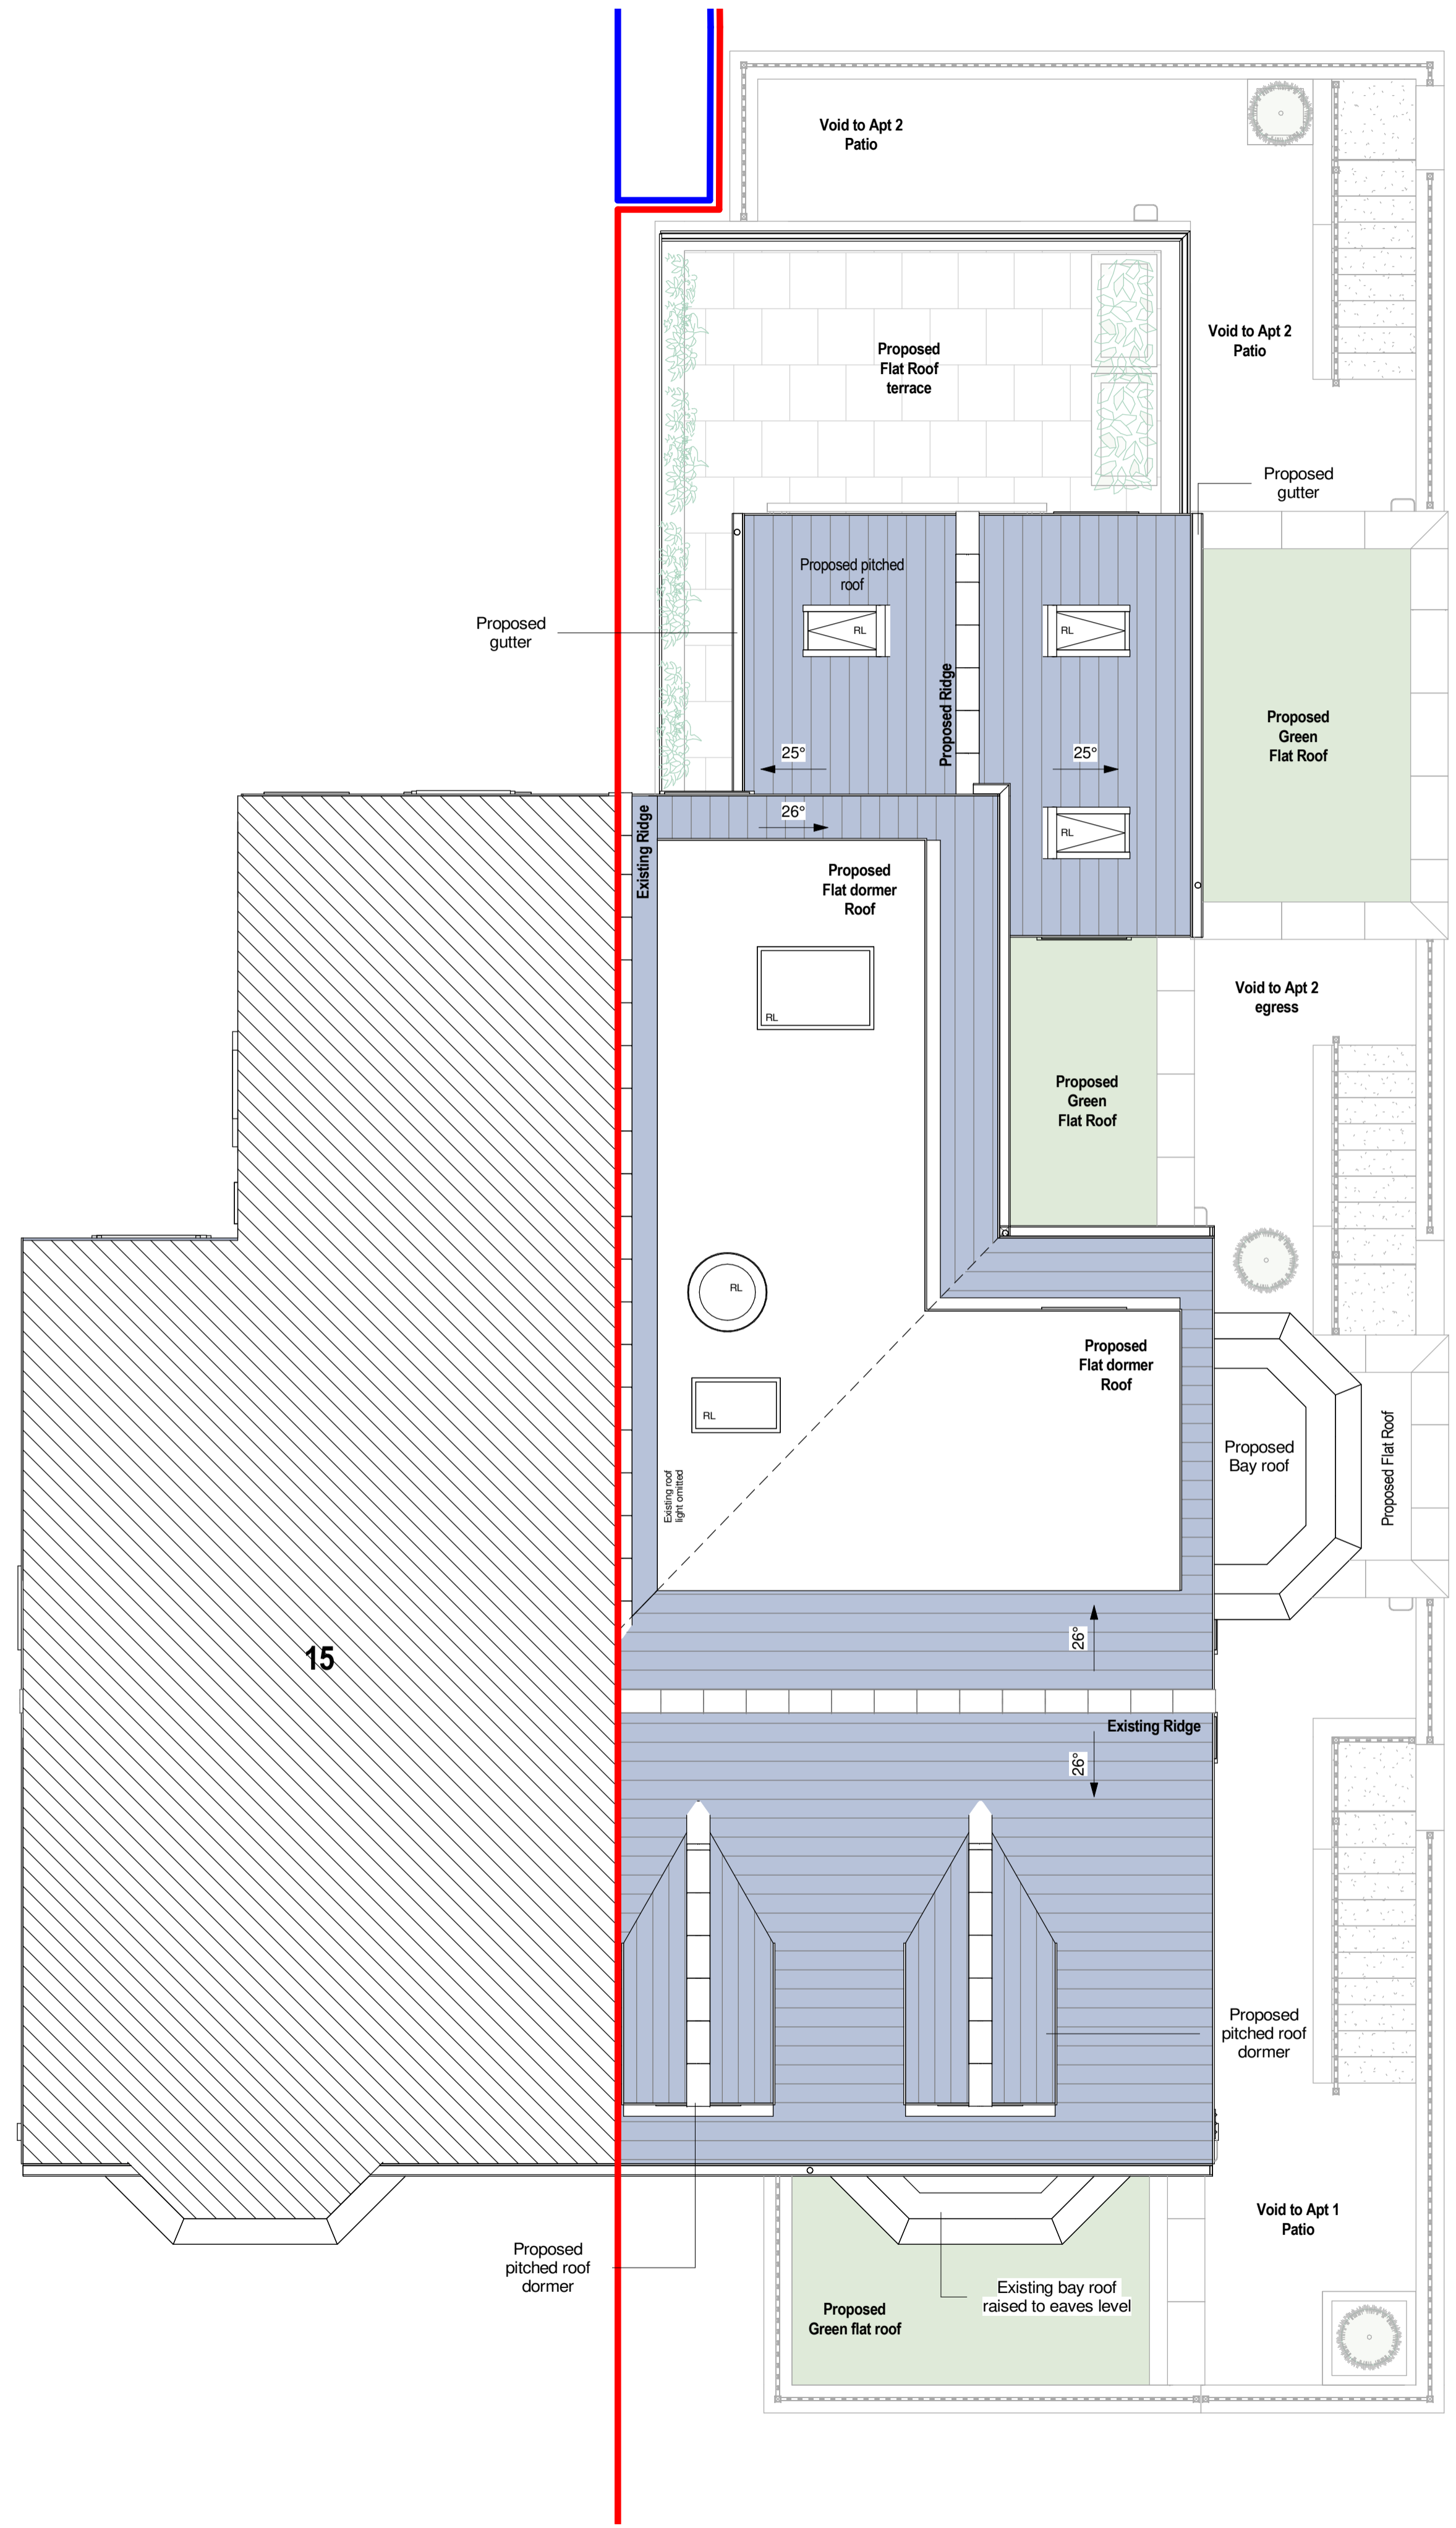 Void to Apt 2
Patio
Void to Apt 2
Patio
Proposed
Flat Roof
terrace
Proposed
gutter
Proposed pitched
roof
RL
RL
Proposed
gutter
Proposed Ridge
Proposed
Green
Flat Roof
25°
25°
26°
Existing Ridge
RL
Proposed
Flat dormer
Roof
RL
Void to Apt 2
egress
Proposed
Green
Flat Roof
RL
Proposed
Flat dormer
Roof
RL
Proposed
Bay roof
Proposed Flat Roof
Existing roof
light omitted
26°
15
Existing Ridge
26°
Proposed
pitched roof
dormer
Void to Apt 1
Patio
Proposed
pitched roof
dormer
Existing bay roof
raised to eaves level
Proposed
Green flat roof